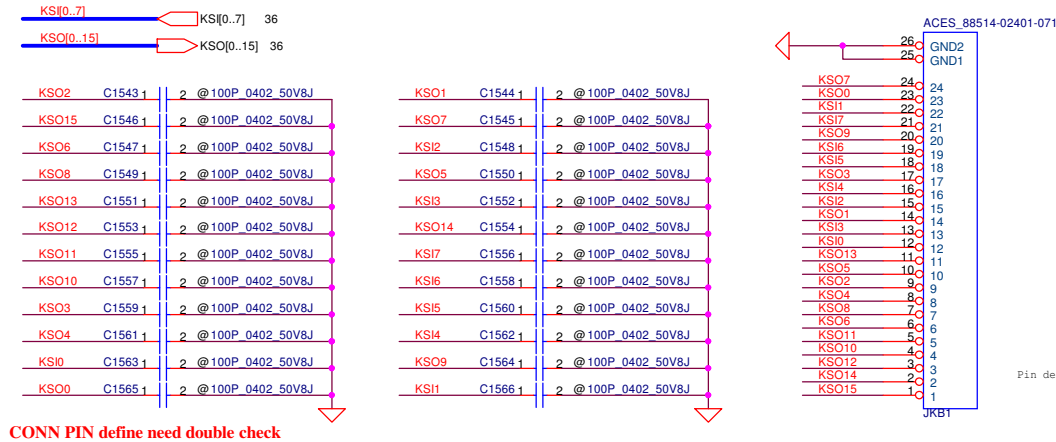 KSI[0..7] KSI[0..7] 36
KSO[0..15] KSO[0..15] 36
KSO2 C1543 1 2 @100P_0402_50V8J
KSO15 C1546 1 2 @100P_0402_50V8J
KSO6 C1547 1 2 @100P_0402_50V8J
KSO8 C1549 1 2 @100P_0402_50V8J
KSO13 C1551 1 2 @100P_0402_50V8J
KSO12 C1553 1 2 @100P_0402_50V8J
KSO11 C1555 1 2 @100P_0402_50V8J
KSO10 C1557 1 2 @100P_0402_50V8J
KSO3 C1559 1 2 @100P_0402_50V8J
KSO4 C1561 1 2 @100P_0402_50V8J
KSI0 C1563 1 2 @100P_0402_50V8J
KSO0 C1565 1 2 @100P_0402_50V8J
KSO1 C1544 1 2 @100P_0402_50V8J
KSO7 C1545 1 2 @100P_0402_50V8J
KSI2 C1548 1 2 @100P_0402_50V8J
KSO5 C1550 1 2 @100P_0402_50V8J
KSI3 C1552 1 2 @100P_0402_50V8J
KSO14 C1554 1 2 @100P_0402_50V8J
KSI7 C1556 1 2 @100P_0402_50V8J
KSI6 C1558 1 2 @100P_0402_50V8J
KSI5 C1560 1 2 @100P_0402_50V8J
KSI4 C1562 1 2 @100P_0402_50V8J
KSO9 C1564 1 2 @100P_0402_50V8J
KSI1 C1566 1 2 @100P_0402_50V8J
ACES_88514-02401-071
26 GND2
25 GND1
KSO7 24 24
KSO0 23 23
KSI1 22 22
KSI7 21 21
KSO9 20 20
KSI6 19 19
KSI5 18 18
KSO3 17 17
KSI4 16 16
KSI2 15 15
KSO1 14 14
KSI3 13 13
KSI0 12 12
KSO13 11 11
KSO5 10 10
KSO2 9 9
KSO4 8 8
KSO8 7 7
KSO6 6 6
KSO11 5 5
KSO10 4 4
KSO12 3 3
KSO14 2 2
KSO15 1 1
JKB1
Pin de
CONN PIN define need double check